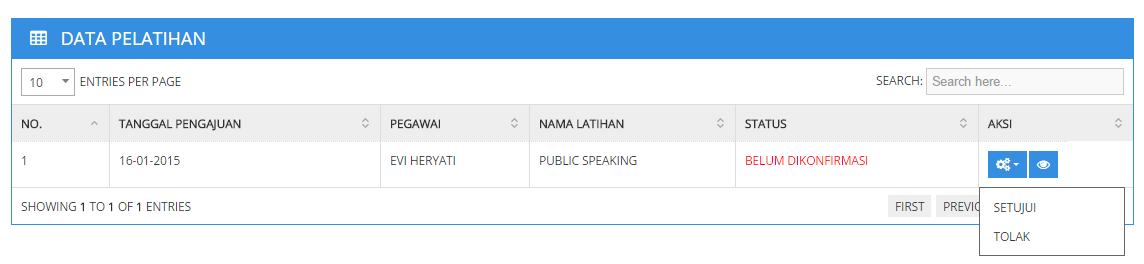 DATA PELATIHAN
10 ENTRIES PER PAGE SEARCH: Search here...
NO. TANGGAL PENGAJUAN PEGAWAI NAMA LATIHAN STATUS AKSI
1 16-01-2015 EVI HERYATI PUBLIC SPEAKING BELUM DIKONFIRMASI
SHOWING 1 TO 1 OF 1 ENTRIES FIRST
SETUJUI
TOLAK